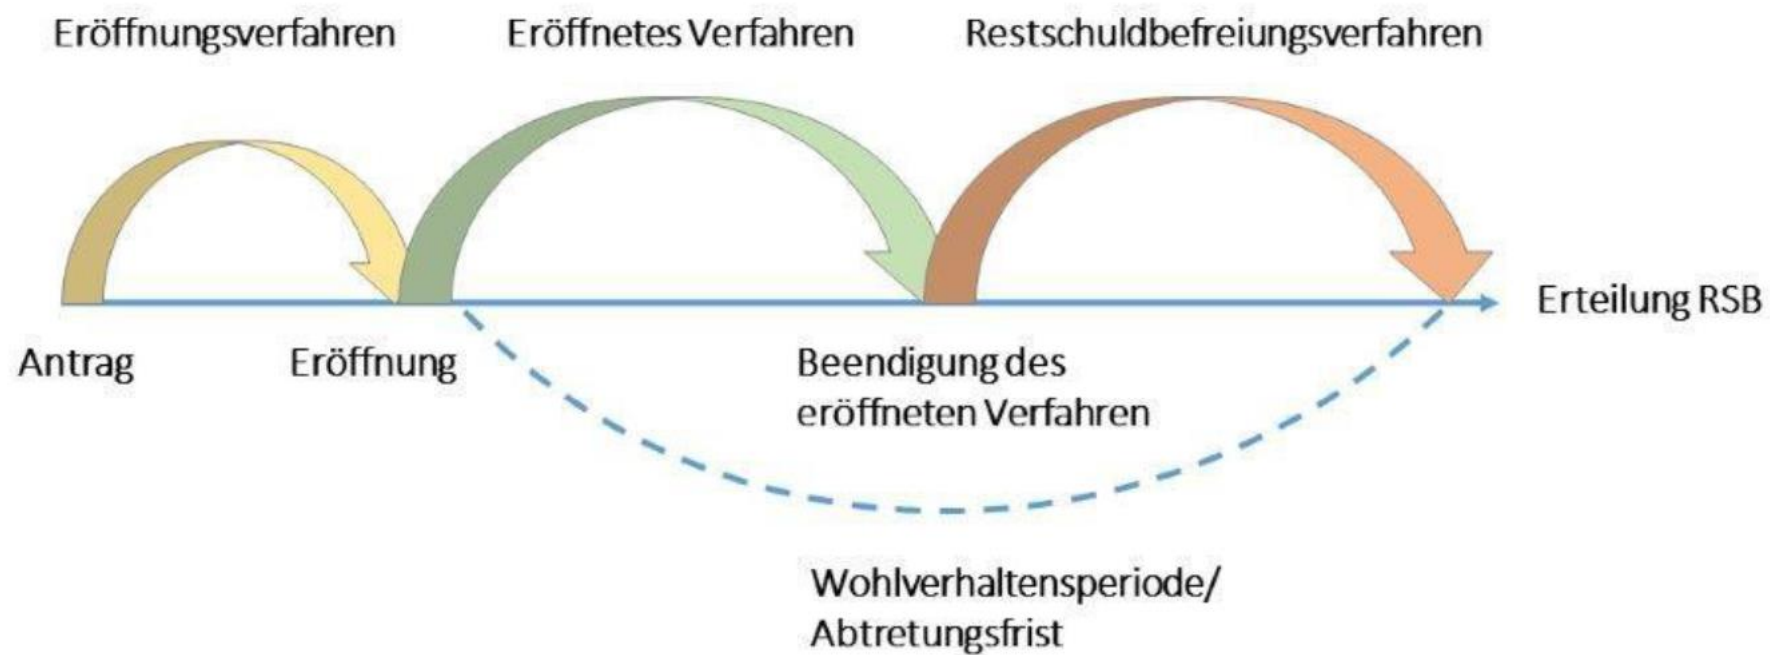 Eröffnungsverfahren
Eröffnetes Verfahren
Restschuldbefreiungsverfahren
Erteilung RSB
Antrag
Eröffnung
Beendigung des
eröffneten Verfahren
Wohlverhaltensperiode/
Abtretungsfrist